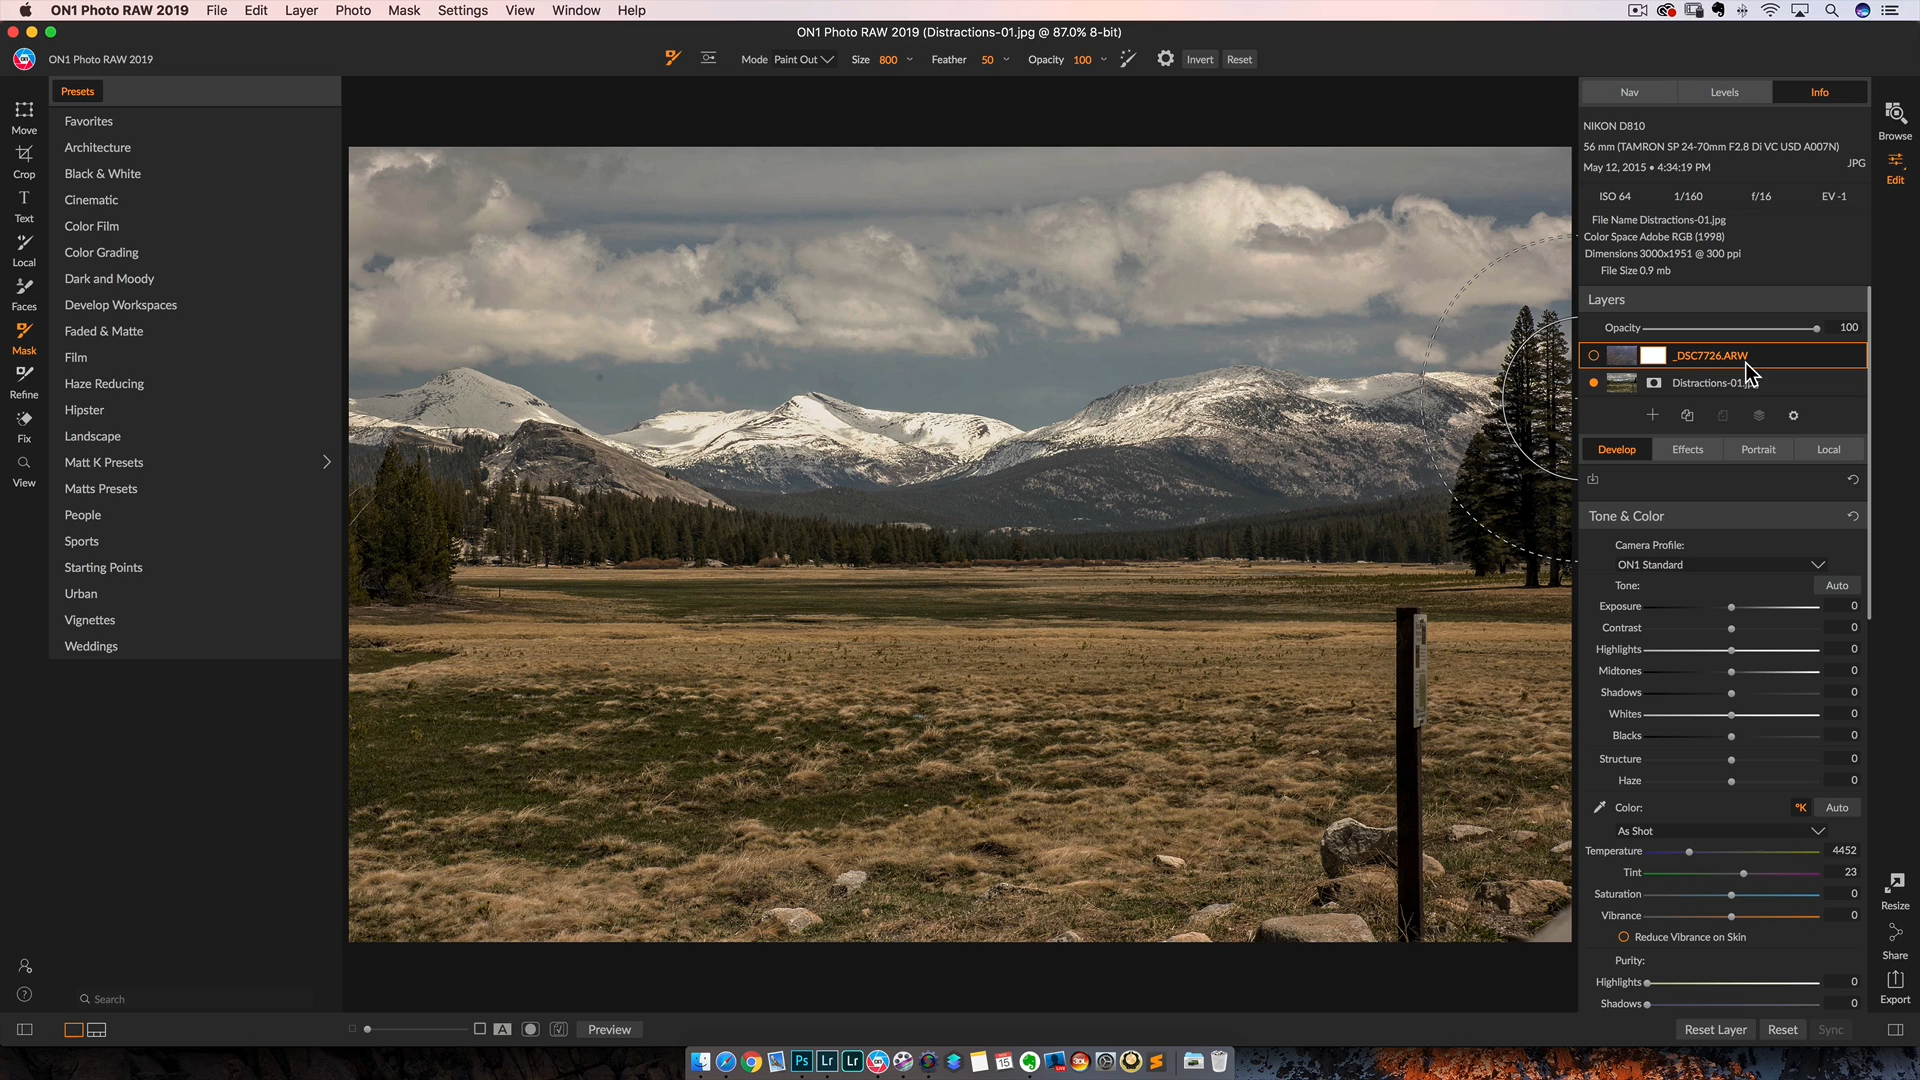 ON1 Photo RAW 2019 File Edit Layer Photo Mask Settings View Window Help
ON1 Photo RAW 2019 (Distractions-01.jpg @ 87.0% 8-bit)
ON1 Photo RAW 2019
Mode Paint Out Size 800 Feather 50 Opacity 100 Invert Reset
Move
Crop
Text
Local
Faces
Mask
Refine
Fix
View
Presets
Favorites
Architecture
Black & White
Cinematic
Color Film
Color Grading
Dark and Moody
Develop Workspaces
Faded & Matte
Film
Haze Reducing
Hipster
Landscape
Matt K Presets
Matts Presets
People
Sports
Starting Points
Urban
Vignettes
Weddings
Search
Preview
Nav Levels Info
NIKON D810
56 mm (TAMRON SP 24-70mm F2.8 Di VC USD A007N)
May 12, 2015 • 4:34:19 PM JPG
ISO 64 1/160 f/16 EV -1
File Name Distractions-01.jpg
Color Space Adobe RGB (1998)
Dimensions 3000x1951 @ 300 ppi
File Size 0.9 mb
Layers
Opacity 100
_DSC7726.ARW
Distractions-01
Develop Effects Portrait Local
Tone & Color
Camera Profile:
ON1 Standard
Tone: Auto
Exposure 0
Contrast 0
Highlights 0
Midtones 0
Shadows 0
Whites 0
Blacks 0
Structure 0
Haze 0
Color: °K Auto
As Shot
Temperature 4452
Tint 23
Saturation 0
Vibrance 0
Reduce Vibrance on Skin
Purity:
Highlights 0
Shadows 0
Reset Layer Reset Sync
Browse
Edit
Resize
Share
Export
Ps Lr Lr 15